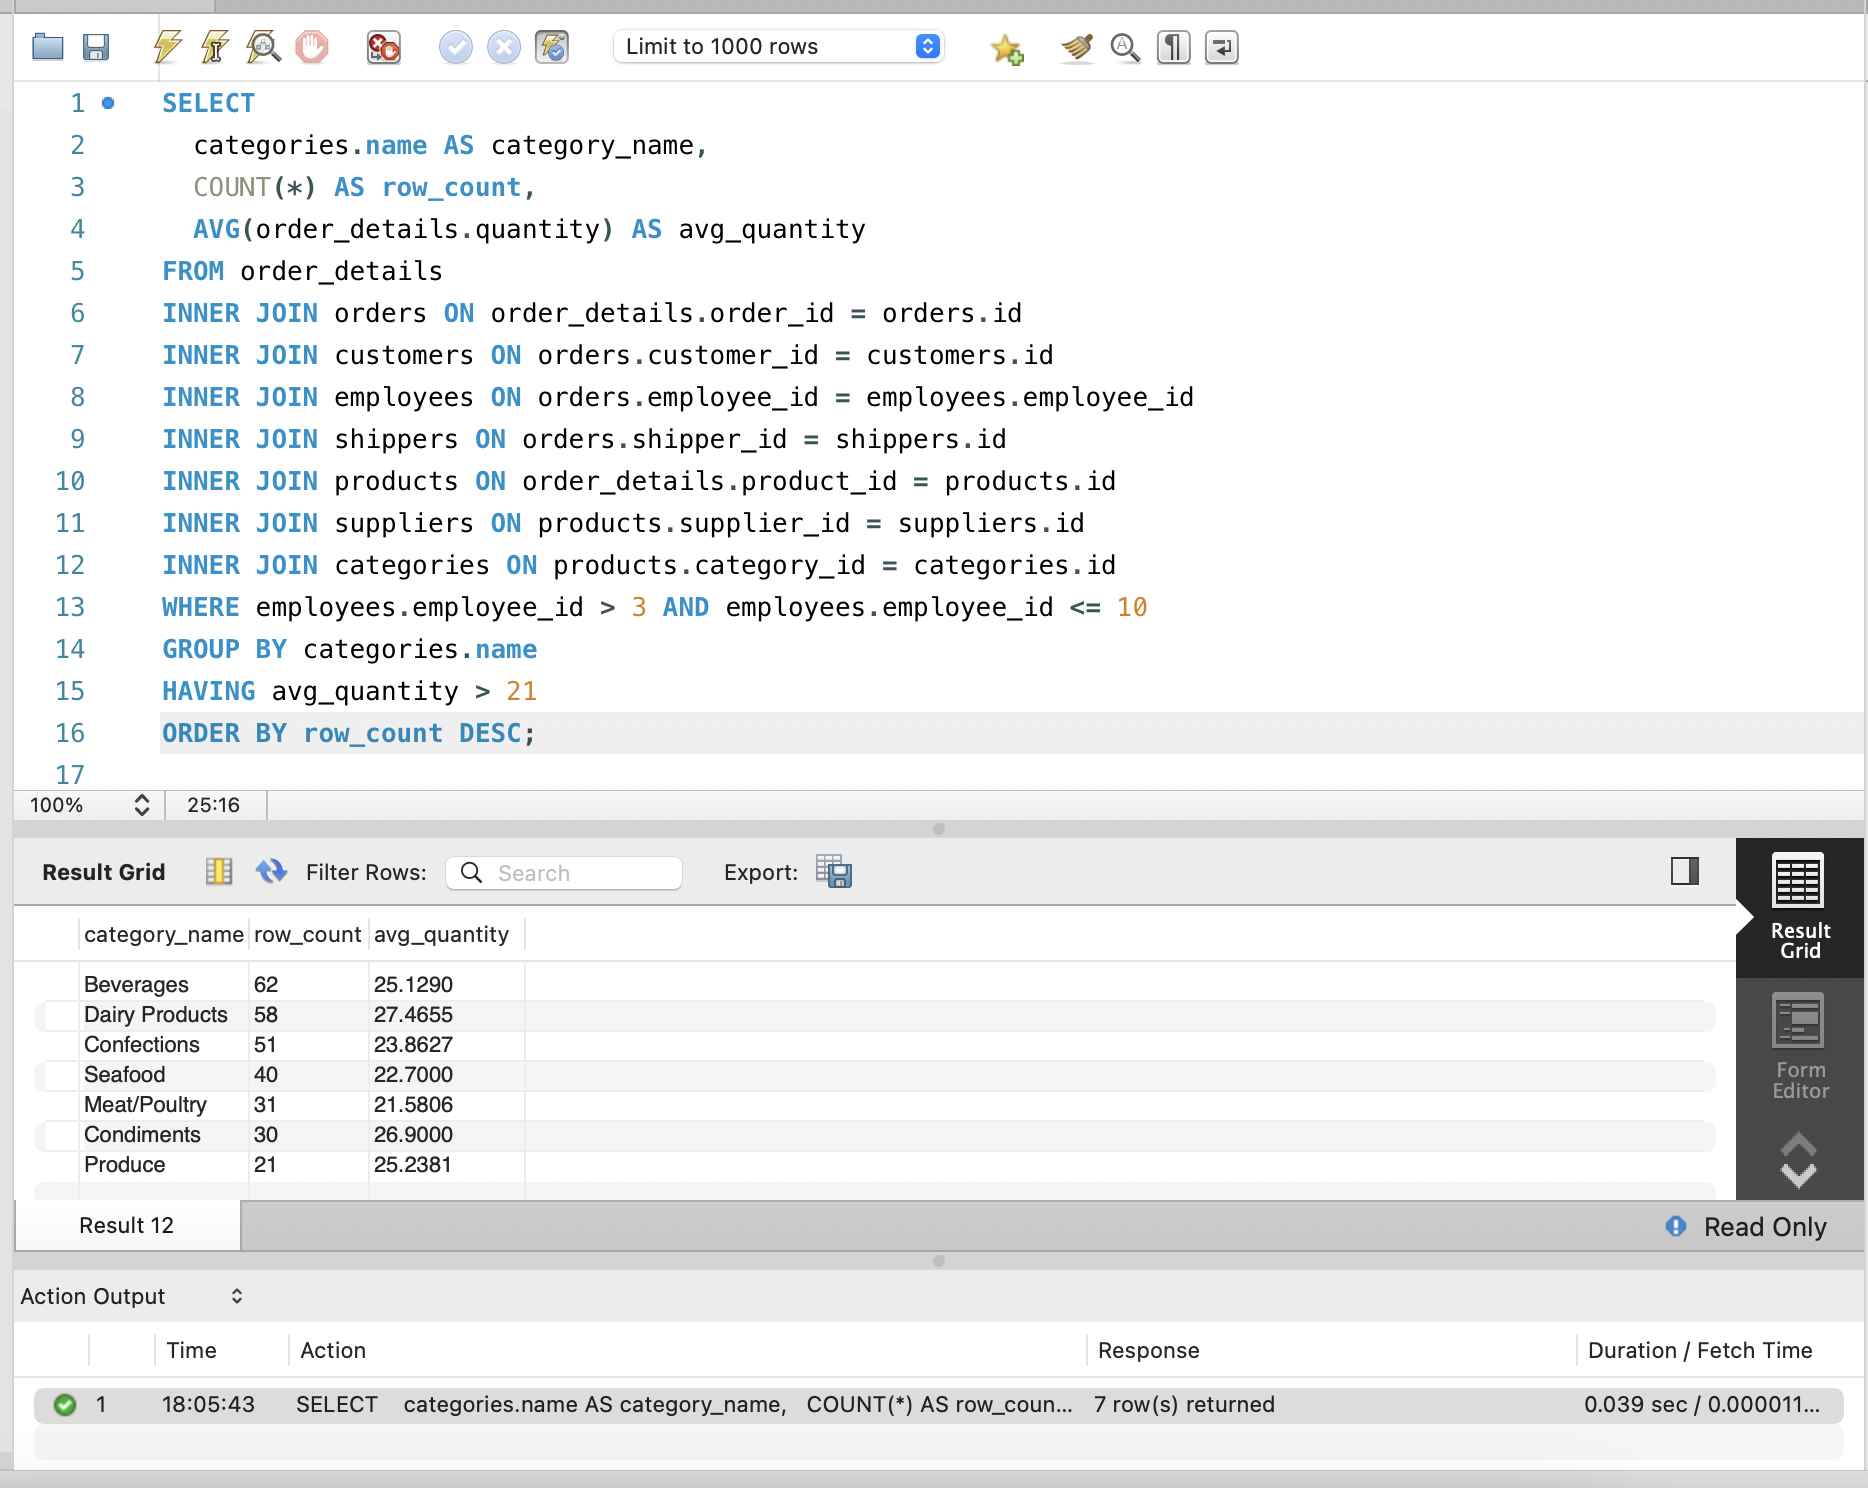 Limit to 1000 rows
1 SELECT
2 categories.name AS category_name,
3 COUNT(*) AS row_count,
4 AVG(order_details.quantity) AS avg_quantity
5 FROM order_details
6 INNER JOIN orders ON order_details.order_id = orders.id
7 INNER JOIN customers ON orders.customer_id = customers.id
8 INNER JOIN employees ON orders.employee_id = employees.employee_id
9 INNER JOIN shippers ON orders.shipper_id = shippers.id
10 INNER JOIN products ON order_details.product_id = products.id
11 INNER JOIN suppliers ON products.supplier_id = suppliers.id
12 INNER JOIN categories ON products.category_id = categories.id
13 WHERE employees.employee_id > 3 AND employees.employee_id <= 10
14 GROUP BY categories.name
15 HAVING avg_quantity > 21
16 ORDER BY row_count DESC;
17
100% 25:16
Result Grid Filter Rows: Search Export:
category_name row_count avg_quantity
Beverages 62 25.1290
Dairy Products 58 27.4655
Confections 51 23.8627
Seafood 40 22.7000
Meat/Poultry 31 21.5806
Condiments 30 26.9000
Produce 21 25.2381
Result
Grid
Form
Editor
Result 12 Read Only
Action Output
Time Action Response Duration / Fetch Time
1 18:05:43 SELECT categories.name AS category_name, COUNT(*) AS row_coun... 7 row(s) returned 0.039 sec / 0.000011...